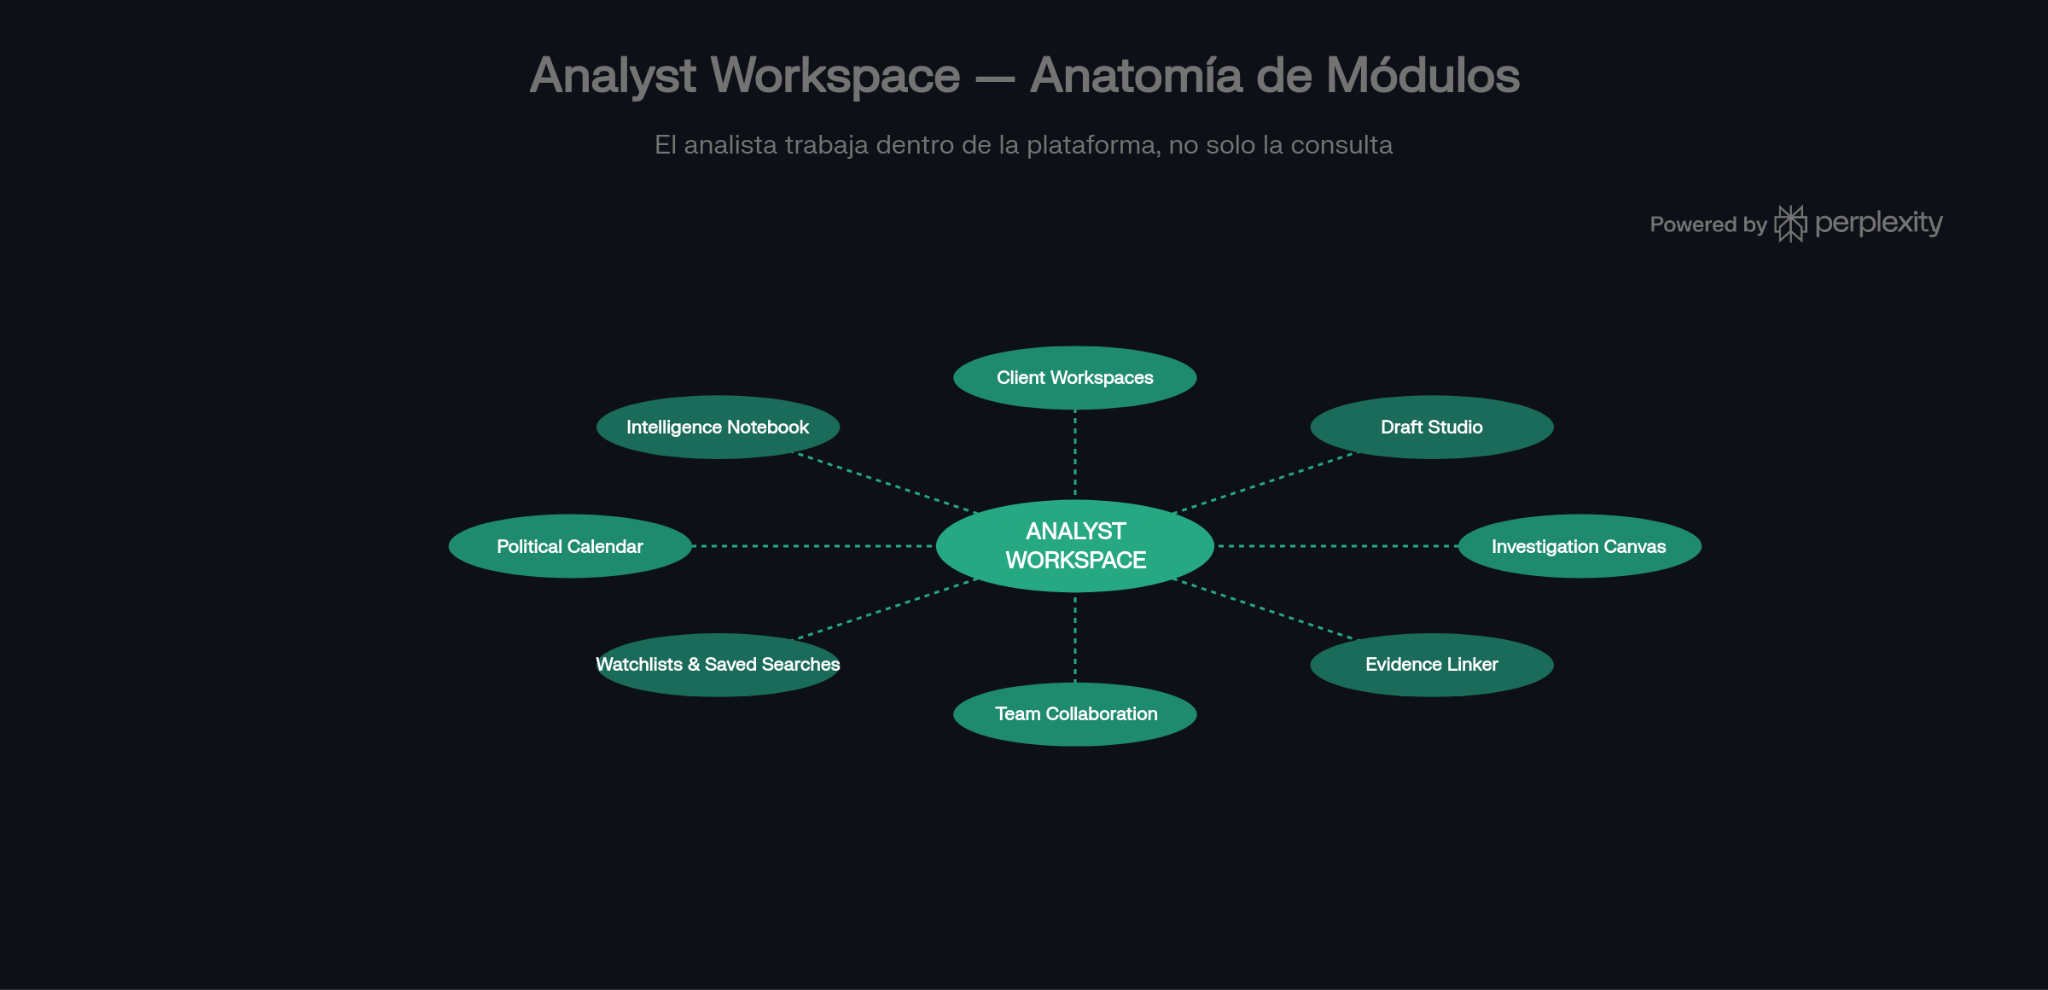 Analyst Workspace — Anatomía de Módulos
El analista trabaja dentro de la plataforma, no solo la consulta
Powered by perplexity
Client Workspaces
Intelligence Notebook
Draft Studio
ANALYST
WORKSPACE
Political Calendar
Investigation Canvas
Watchlists & Saved Searches
Evidence Linker
Team Collaboration